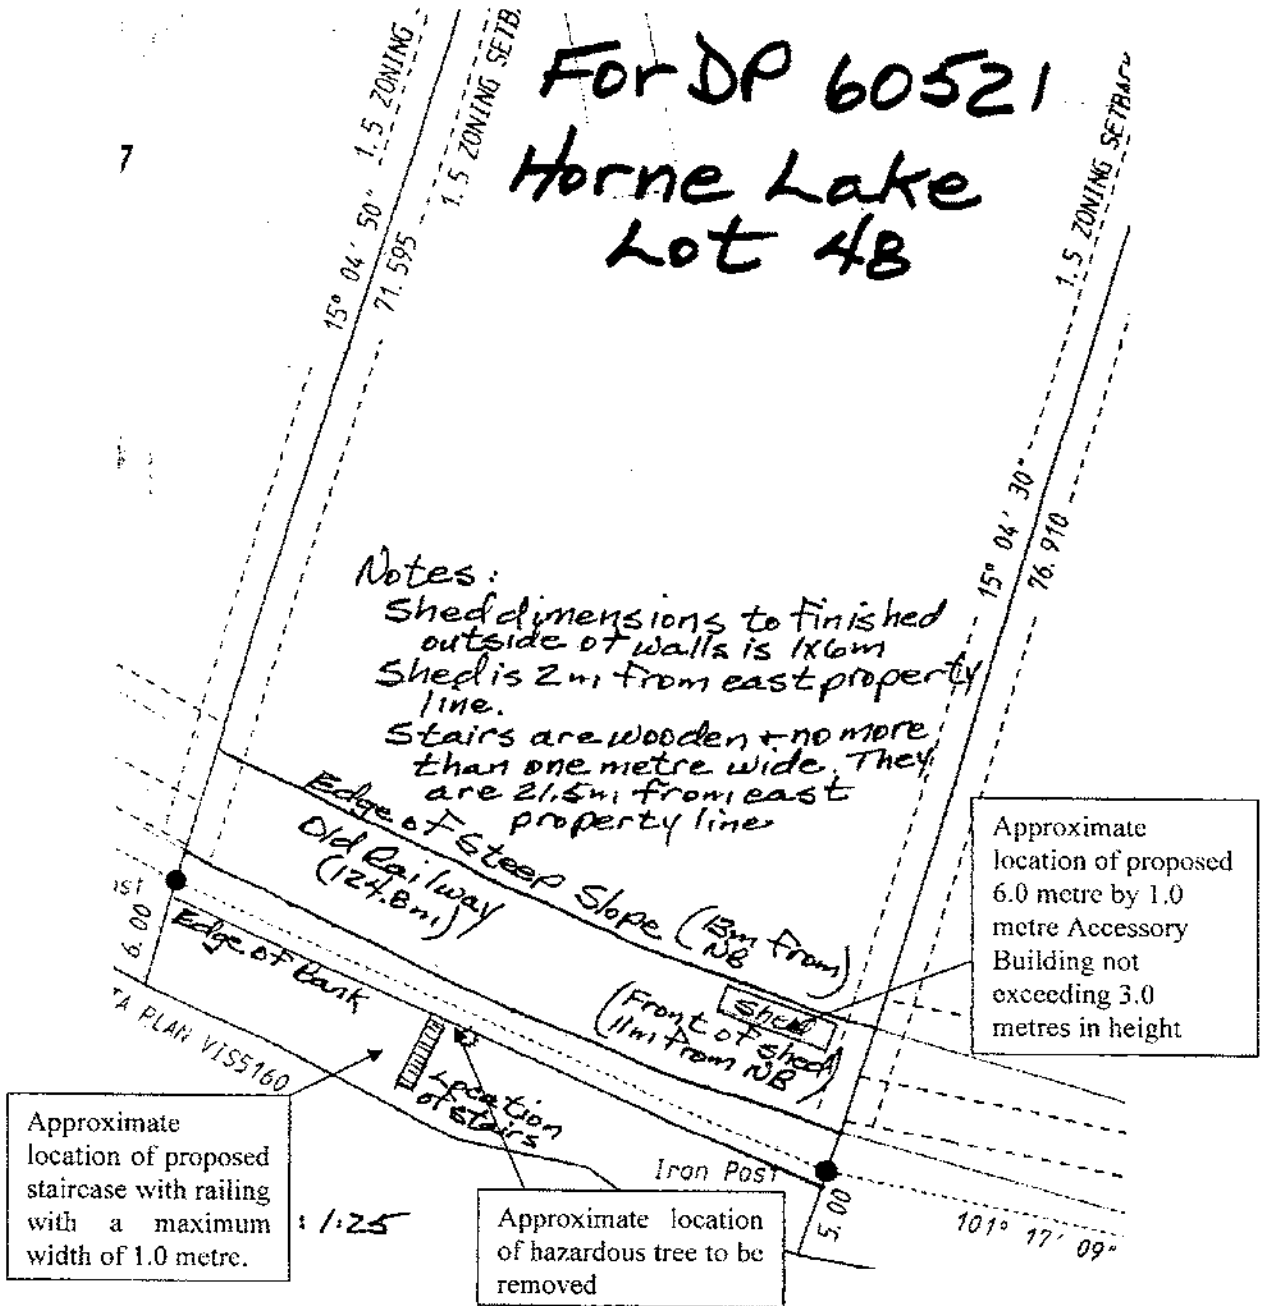 For DP 60521
Horne Lake
Lot 4B
7
1.5 ZONING
1.5 ZONING SETB
15° 04' 50"
71.595
1.5 ZONING SETBACK
15° 04' 30"
76.910
Notes:
Shed dimensions to finished
outside of walls is 1x6m
Shed is 2m from east property
line.
Stairs are wooden + no more
than one metre wide. They
are 21.5m from east
property line
Edge of Steep Slope (13m from
NB)
Old Railway
(124.8m)
Edge of Bank
6.00
TA PLAN VIS5160
Shed
(Front of shed
11m from NB)
Location
of stairs
Iron Post
5.00
101° 17' 09"
: 1:25
Approximate
location of proposed
6.0 metre by 1.0
metre Accessory
Building not
exceeding 3.0
metres in height
Approximate
location of proposed
staircase with railing
with a maximum
width of 1.0 metre.
Approximate location
of hazardous tree to be
removed